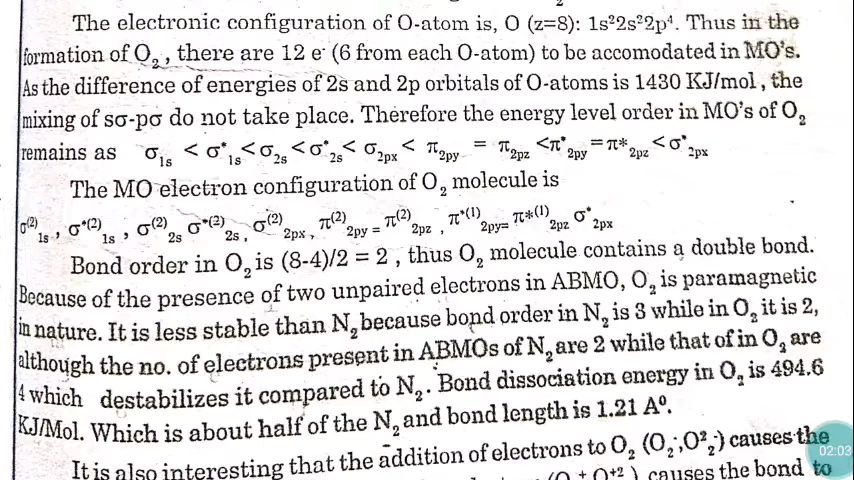 The electronic configuration of O-atom is, O (z=8): 1s²2s²2p⁴. Thus in the
formation of O₂, there are 12 e⁻ (6 from each O-atom) to be accomodated in MO's.
As the difference of energies of 2s and 2p orbitals of O-atoms is 1430 KJ/mol, the
mixing of sσ-pσ do not take place. Therefore the energy level order in MO's of O₂
remains as σ1s < σ*1s < σ2s < σ*2s < σ2px < π2py = π2pz < π*2py = π*2pz < σ*2px
The MO electron configuration of O₂ molecule is
σ(2)1s, σ*(2)1s, σ(2)2s σ*(2)2s, σ(2)2px, π(2)2py = π(2)2pz, π*(1)2py= π*(1)2pz σ*2px
Bond order in O₂ is (8-4)/2 = 2, thus O₂ molecule contains a double bond.
Because of the presence of two unpaired electrons in ABMO, O₂ is paramagnetic
in nature. It is less stable than N₂ because bond order in N₂ is 3 while in O₂ it is 2,
although the no. of electrons present in ABMOs of N₂ are 2 while that of in O₂ are
4 which destabilizes it compared to N₂. Bond dissociation energy in O₂ is 494.6
KJ/Mol. Which is about half of the N₂ and bond length is 1.21 A⁰.
It is also interesting that the addition of electrons to O₂ (O₂⁻, O₂²⁻) causes the
causes the bond to
02:03